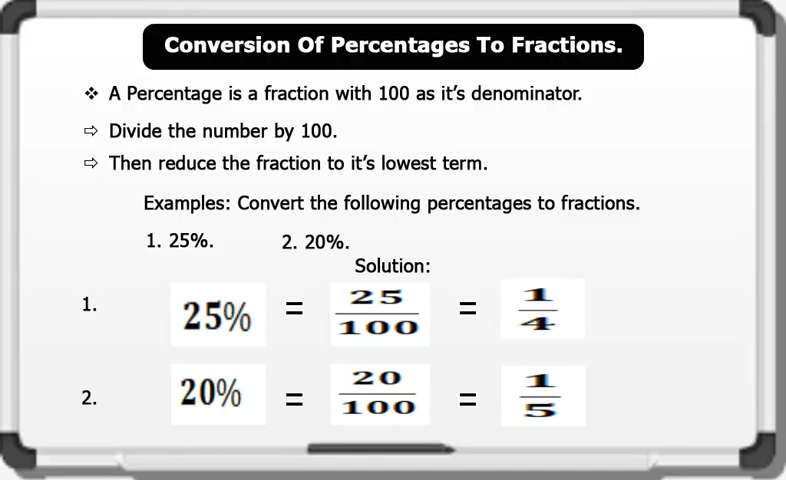 Conversion Of Percentages To Fractions.
❖ A Percentage is a fraction with 100 as it's denominator.
⇨ Divide the number by 100.
⇨ Then reduce the fraction to it's lowest term.
Examples: Convert the following percentages to fractions.
1. 25%. 2. 20%.
Solution:
1. 25% = 25/100 = 1/4
2. 20% = 20/100 = 1/5